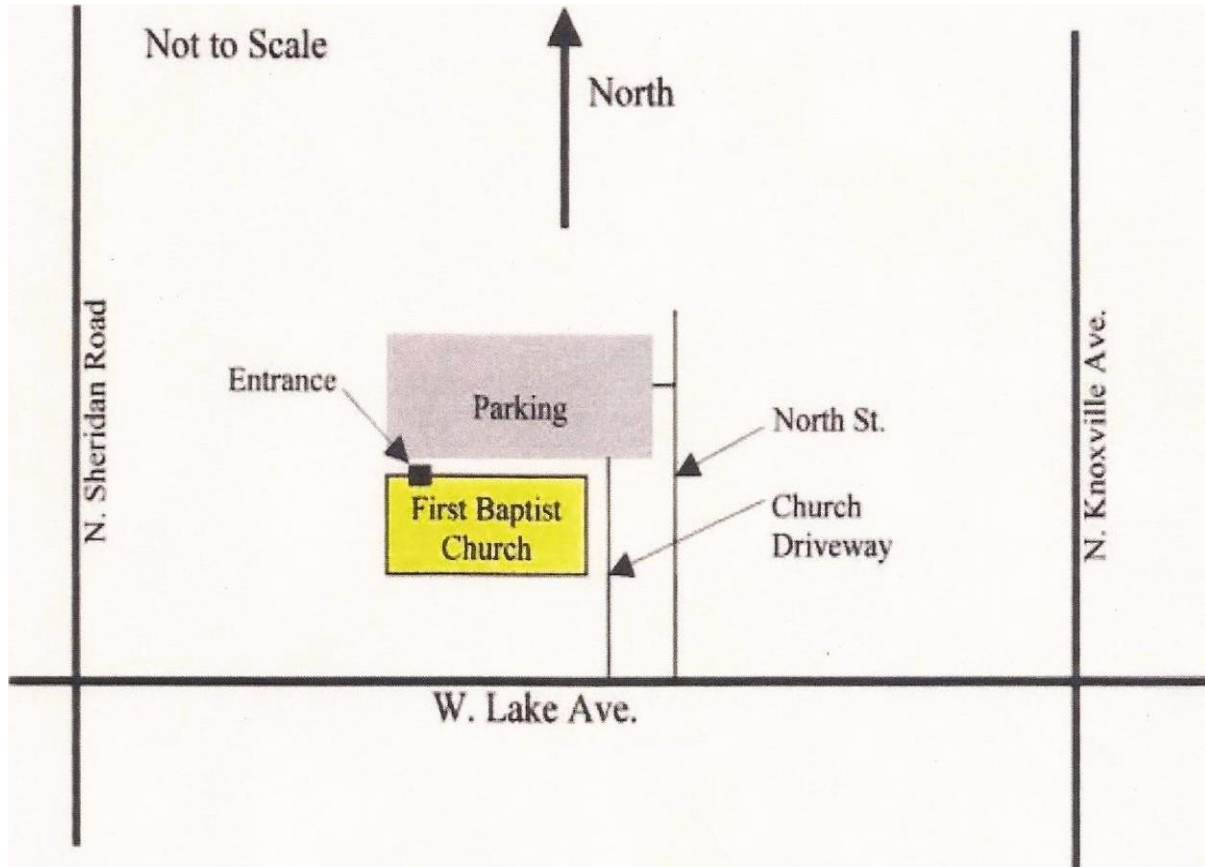 Not to Scale
North
N. Sheridan Road
Entrance
Parking
North St.
First Baptist
Church
Church
Driveway
N. Knoxville Ave.
W. Lake Ave.